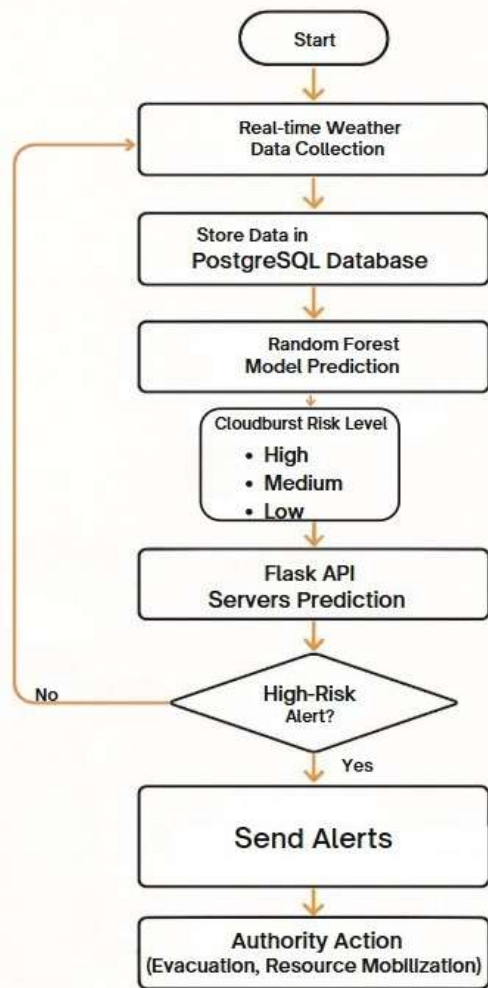 Start
Real-time Weather
Data Collection
Store Data in
PostgreSQL Database
Random Forest
Model Prediction
Cloudburst Risk Level
• High
• Medium
• Low
Flask API
Servers Prediction
High-Risk
Alert?
No
Yes
Send Alerts
Authority Action
(Evacuation, Resource Mobilization)